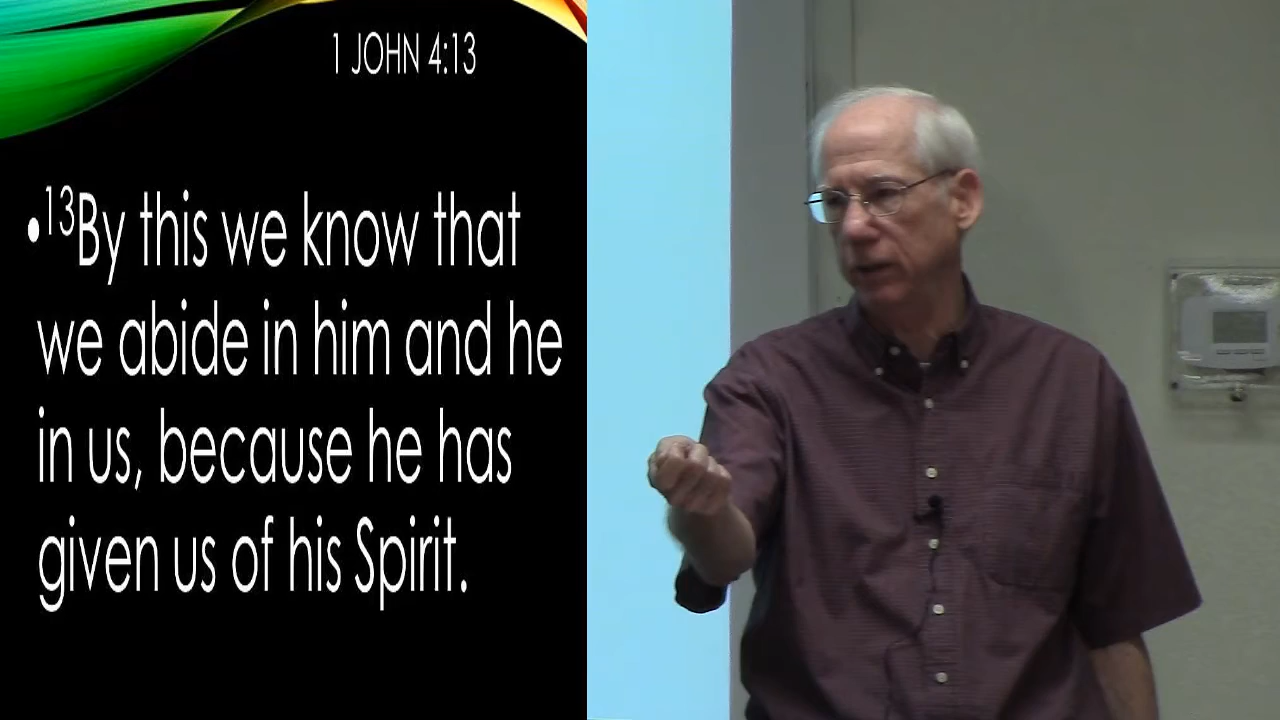 1 JOHN 4:13
•13By this we know that
we abide in him and he
in us, because he has
given us of his Spirit.